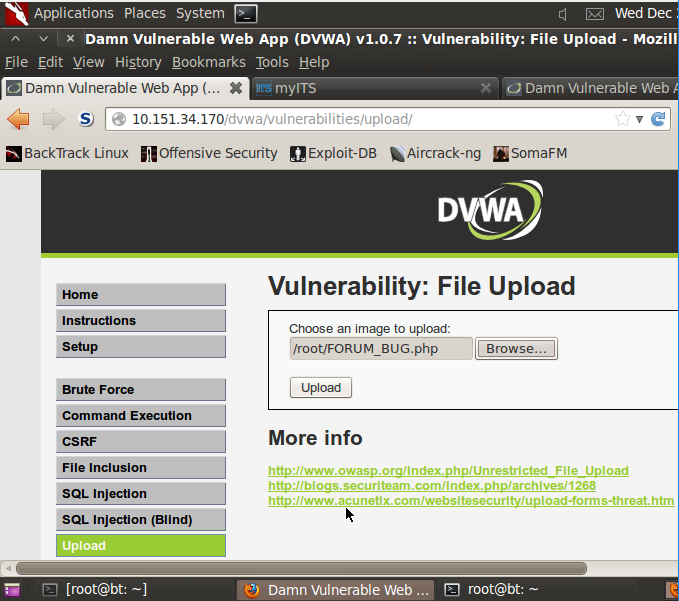 Applications Places System Wed Dec
Damn Vulnerable Web App (DVWA) v1.0.7 :: Vulnerability: File Upload - Mozill
File Edit View History Bookmarks Tools Help
Damn Vulnerable Web App (... myITS Damn Vulnerable Web A
S 10.151.34.170/dvwa/vulnerabilities/upload/
BackTrack Linux Offensive Security Exploit-DB Aircrack-ng SomaFM
DVWA
Home
Instructions
Setup
Brute Force
Command Execution
CSRF
File Inclusion
SQL Injection
SQL Injection (Blind)
Upload
Vulnerability: File Upload
Choose an image to upload:
/root/FORUM_BUG.php Browse...
Upload
More info
http://www.owasp.org/index.php/Unrestricted_File_Upload
http://blogs.securiteam.com/index.php/archives/1268
http://www.acunetix.com/websitesecurity/upload-forms-threat.htm
[root@bt: ~] Damn Vulnerable Web ... root@bt: ~